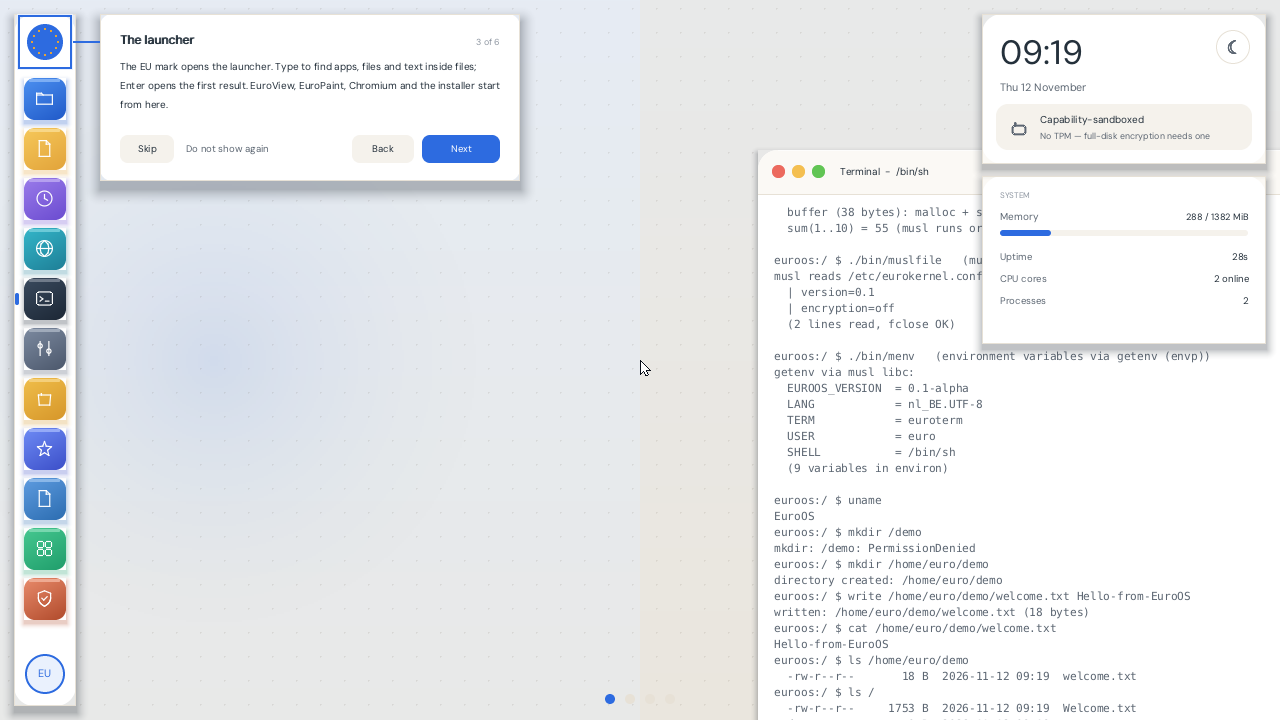 The launcher
3 of 6
The EU mark opens the launcher. Type to find apps, files and text inside files;
Enter opens the first result. EuroView, EuroPaint, Chromium and the installer start
from here.
Skip
Do not show again
Back
Next
09:19
Thu 12 November
Capability-sandboxed
No TPM — full-disk encryption needs one
SYSTEM
Memory 288 / 1382 MiB
Uptime 28s
CPU cores 2 online
Processes 2
Terminal - /bin/sh
buffer (38 bytes): malloc + s
sum(1..10) = 55 (musl runs or
euroos:/ $ ./bin/muslfile (mu
musl reads /etc/eurokernel.conf
| version=0.1
| encryption=off
(2 lines read, fclose OK)
euroos:/ $ ./bin/menv (environment variables via getenv (envp))
getenv via musl libc:
EUROOS_VERSION = 0.1-alpha
LANG = nl_BE.UTF-8
TERM = euroterm
USER = euro
SHELL = /bin/sh
(9 variables in environ)
euroos:/ $ uname
EuroOS
euroos:/ $ mkdir /demo
mkdir: /demo: PermissionDenied
euroos:/ $ mkdir /home/euro/demo
directory created: /home/euro/demo
euroos:/ $ write /home/euro/demo/welcome.txt Hello-from-EuroOS
written: /home/euro/demo/welcome.txt (18 bytes)
euroos:/ $ cat /home/euro/demo/welcome.txt
Hello-from-EuroOS
euroos:/ $ ls /home/euro/demo
-rw-r--r-- 18 B 2026-11-12 09:19 welcome.txt
euroos:/ $ ls /
-rw-r--r-- 1753 B 2026-11-12 09:19 Welcome.txt
EU